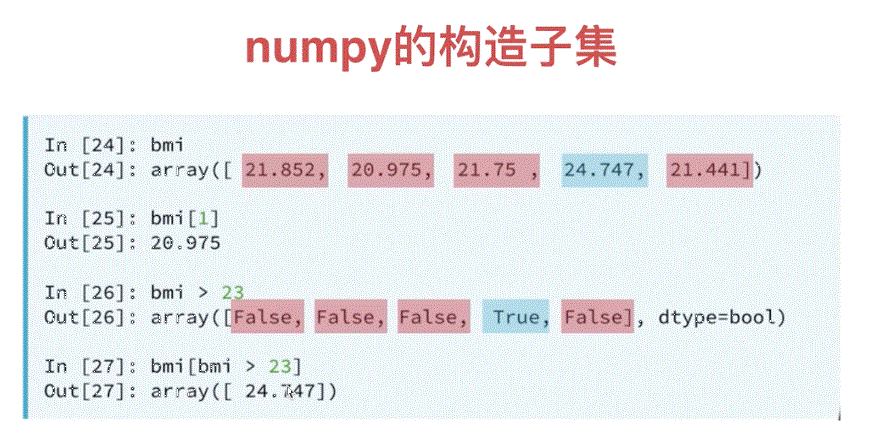 numpy的构造子集
In [24]: bmi
Out[24]: array([ 21.852, 20.975, 21.75 , 24.747, 21.441])
In [25]: bmi[1]
Out[25]: 20.975
In [26]: bmi > 23
Out[26]: array([False, False, False, True, False], dtype=bool)
In [27]: bmi[bmi > 23]
Out[27]: array([ 24.747])